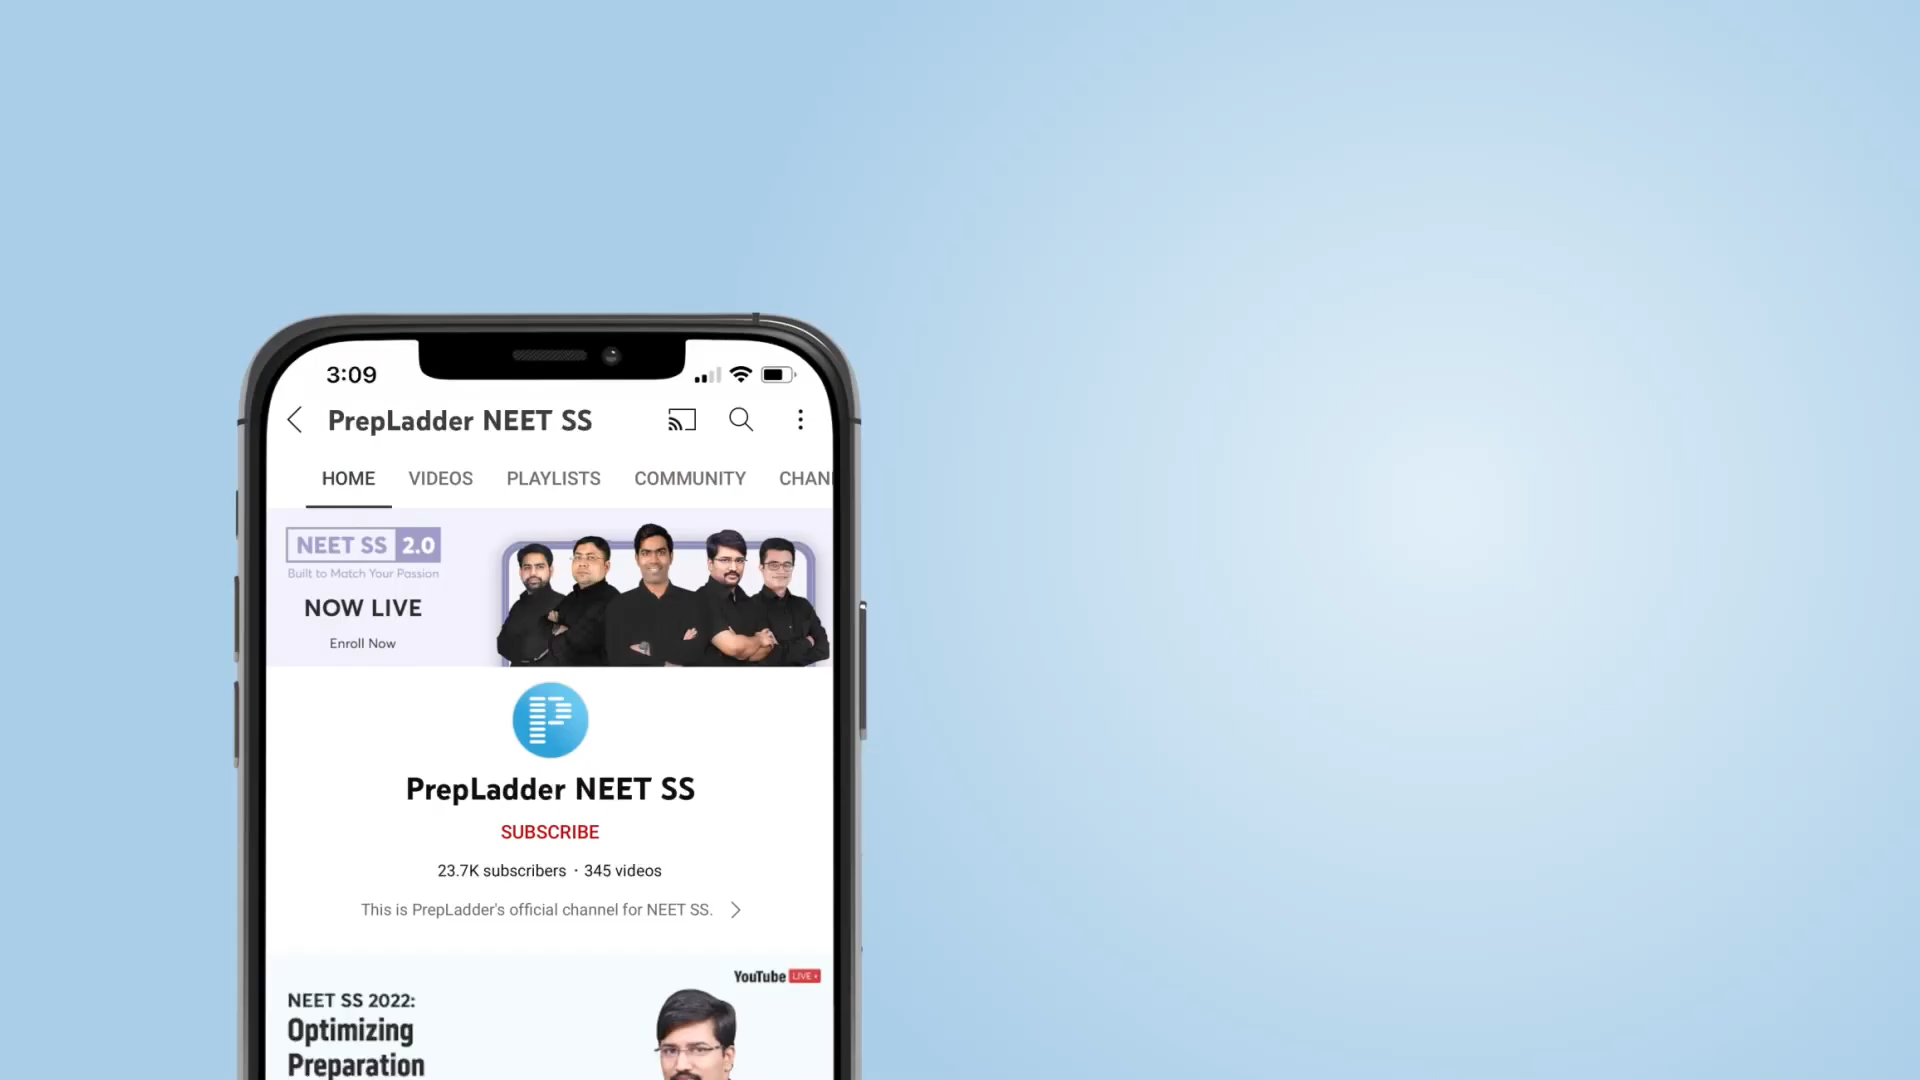 3:09
PrepLadder NEET SS
HOME VIDEOS PLAYLISTS COMMUNITY CHAN
NEET SS 2.0
Built to Match Your Passion
NOW LIVE
Enroll Now
PrepLadder NEET SS
SUBSCRIBE
23.7K subscribers · 345 videos
This is PrepLadder's official channel for NEET SS.
YouTube LIVE
NEET SS 2022:
Optimizing
Preparation